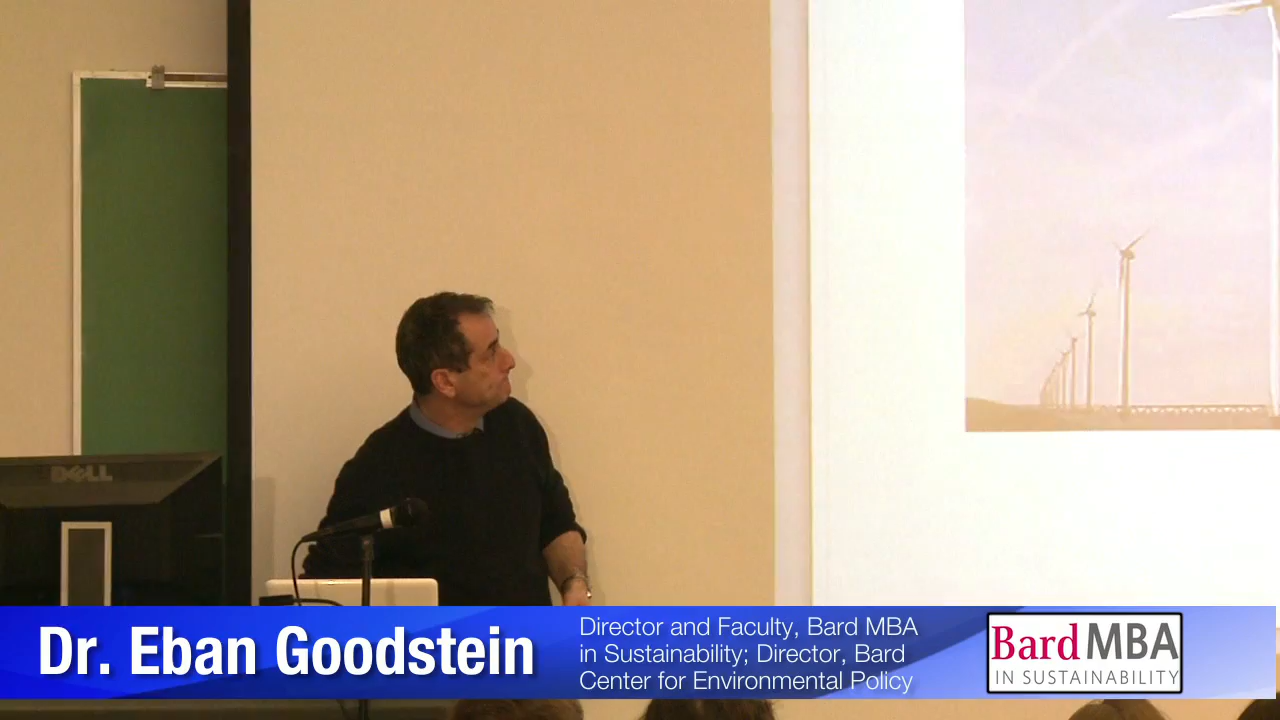 DELL
Dr. Eban Goodstein
Director and Faculty, Bard MBA
in Sustainability; Director, Bard
Center for Environmental Policy
Bard MBA
IN SUSTAINABILITY